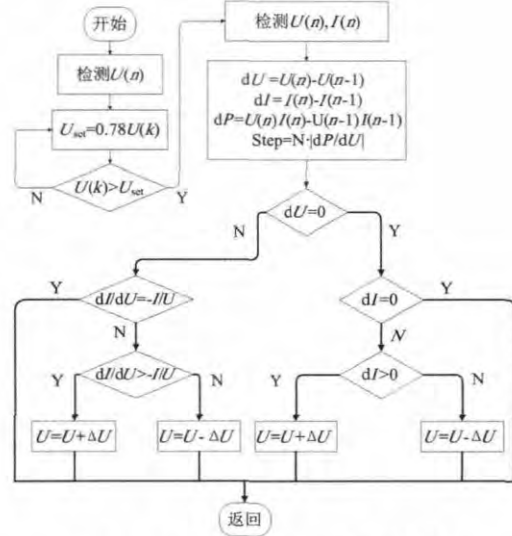 开始
检测U(n)
Uset=0.78U(k)
U(k)>Uset
N
Y
检测U(n),I(n)
dU=U(n)-U(n-1)
dI=I(n)-I(n-1)
dP=U(n)I(n)-U(n-1)I(n-1)
Step=N·|dP/dU|
dU=0
N
Y
dI/dU=-I/U
Y
N
dI=0
Y
N
dI/dU>-I/U
Y
N
dI>0
Y
N
U=U+ΔU
U=U-ΔU
U=U+ΔU
U=U-ΔU
返回